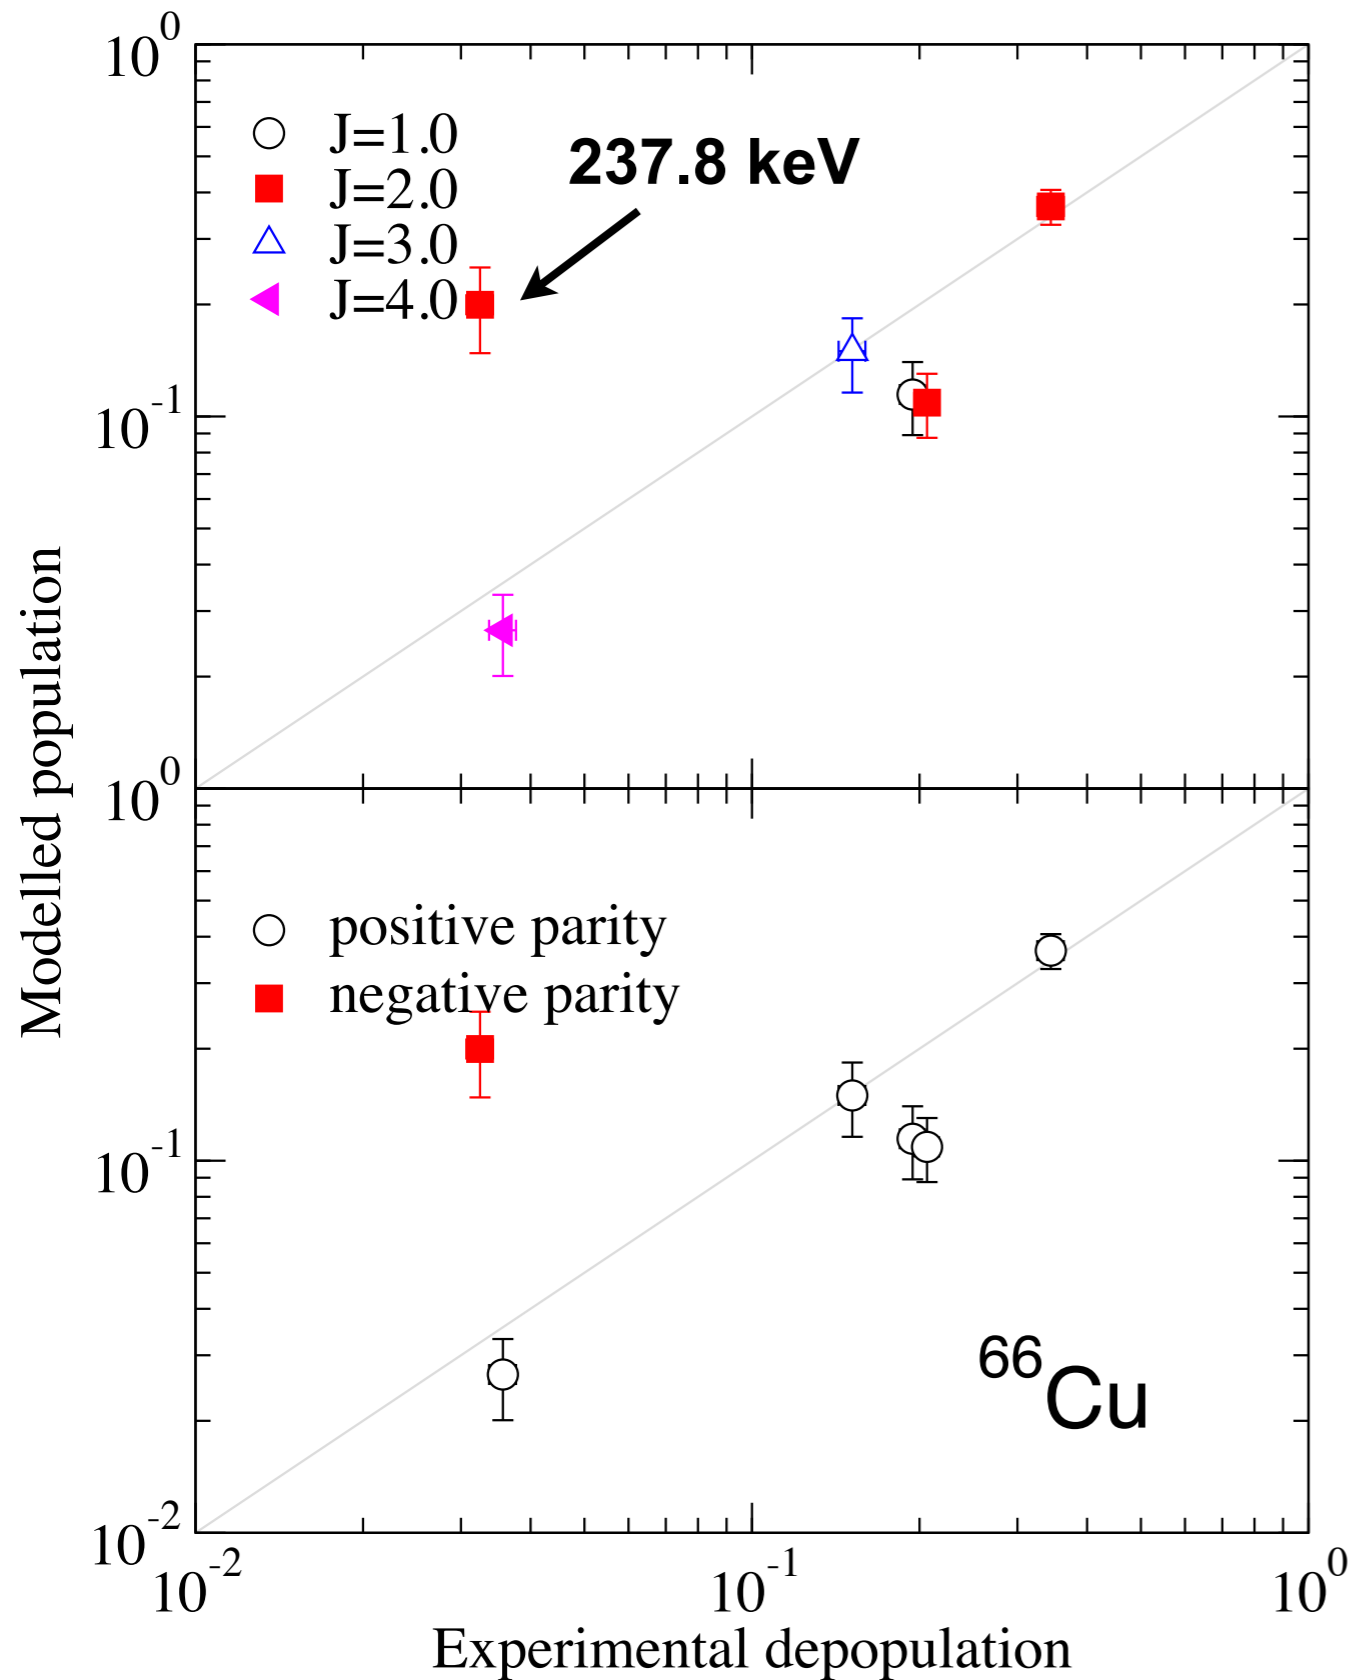 10^0
J=1.0
237.8 keV
J=2.0
J=3.0
J=4.0
10^-1
Modelled population
10^0
positive parity
negative parity
10^-1
^66Cu
10^-2
10^-2 10^-1 10^0
Experimental depopulation